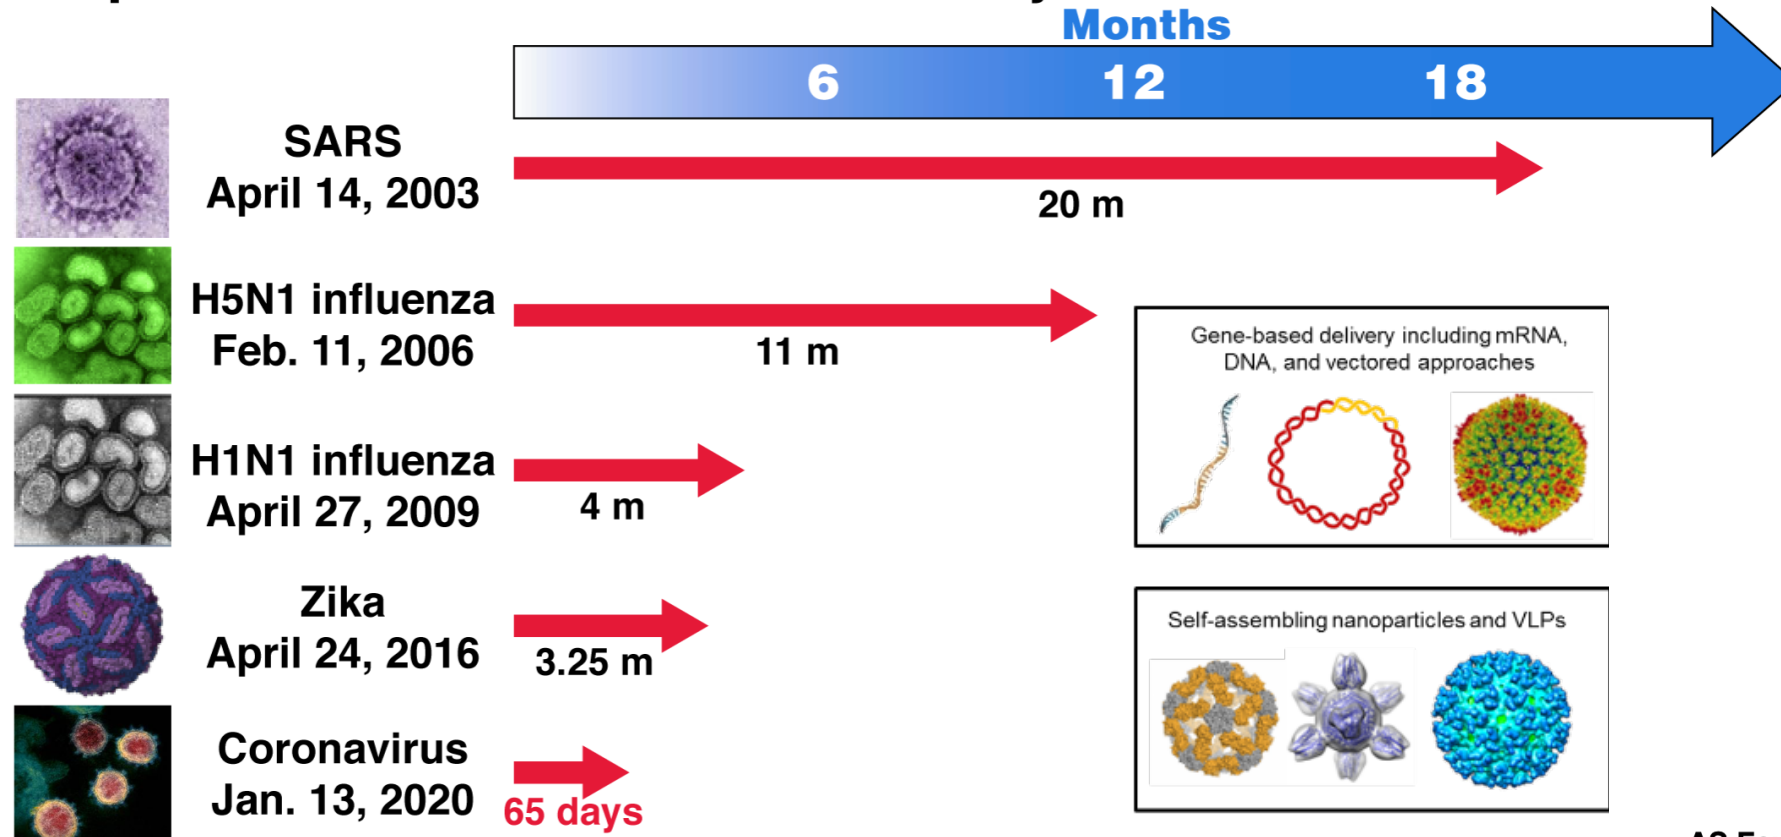 Months
6 12 18
SARS
April 14, 2003
20 m
H5N1 influenza
Feb. 11, 2006
11 m
Gene-based delivery including mRNA,
DNA, and vectored approaches
H1N1 influenza
April 27, 2009
4 m
Zika
April 24, 2016
3.25 m
Self-assembling nanoparticles and VLPs
Coronavirus
Jan. 13, 2020
65 days